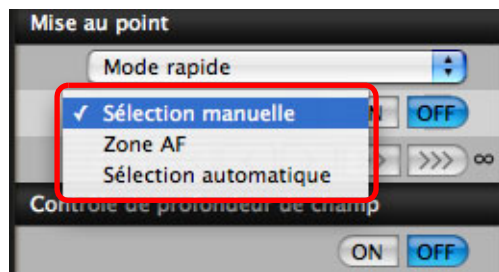 Mise au point
Mode rapide
✓ Sélection manuelle OFF
Zone AF
Sélection automatique >>> ∞
Contrôle de profondeur de champ
ON OFF